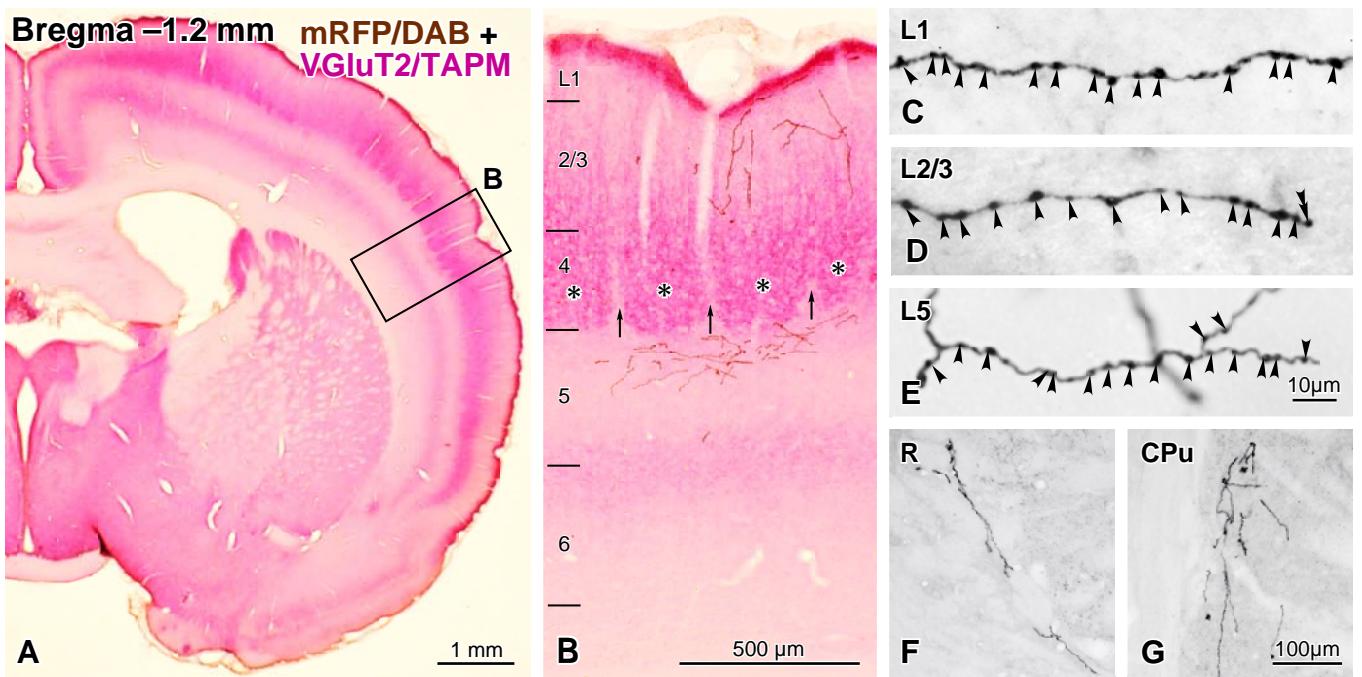 Bregma –1.2 mm
mRFP/DAB +
VGluT2/TAPM
B
A
1 mm
L1
2/3
4
* * * *
5
6
B
500 µm
L1
C
L2/3
D
L5
E
10µm
R
F
CPu
G
100µm